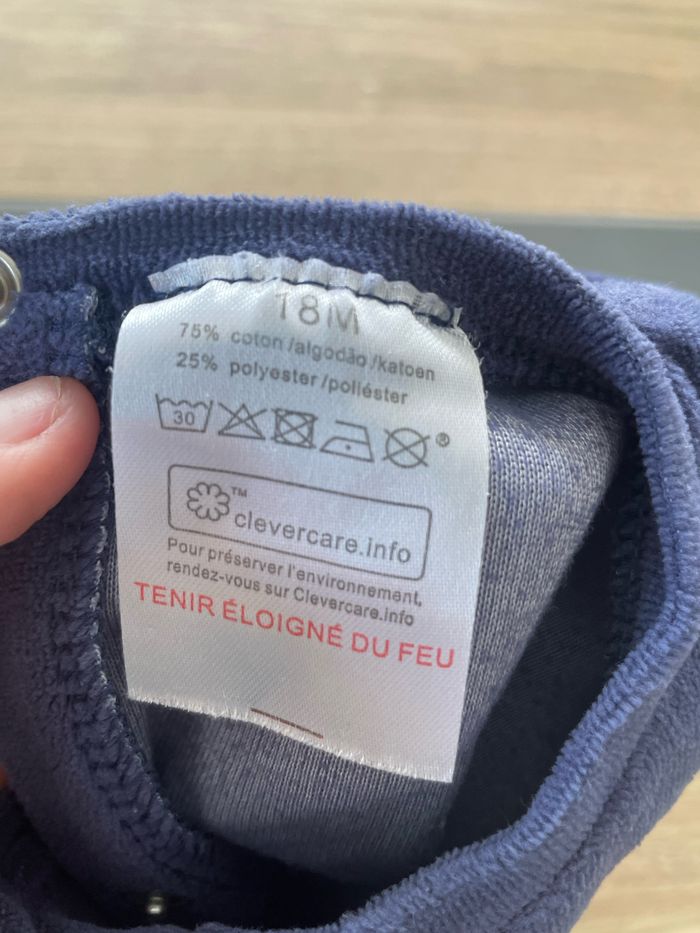 18M
75% coton /algodão /katoen
25% polyester /poliéster
30
®
™
clevercare.info
Pour préserver l'environnement,
rendez-vous sur Clevercare.info
TENIR ÉLOIGNÉ DU FEU